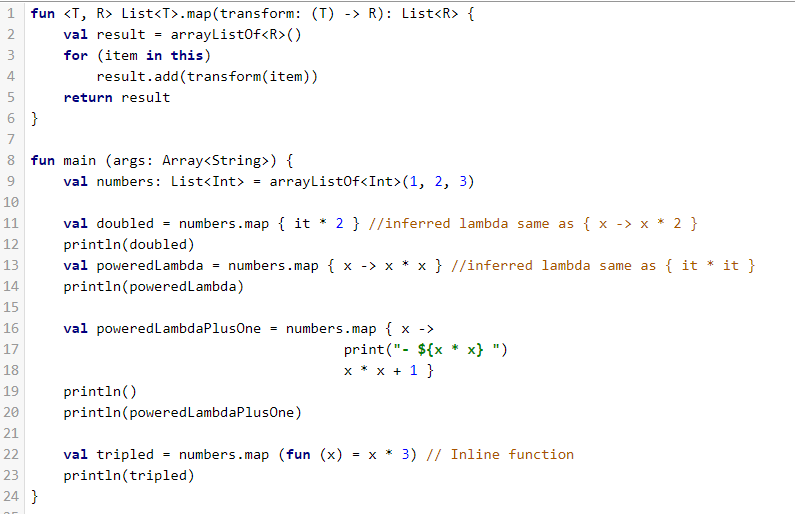 1 fun <T, R> List<T>.map(transform: (T) -> R): List<R> {
2     val result = arrayListOf<R>()
3     for (item in this)
4         result.add(transform(item))
5     return result
6 }
7
8 fun main (args: Array<String>) {
9     val numbers: List<Int> = arrayListOf<Int>(1, 2, 3)
10
11     val doubled = numbers.map { it * 2 } //inferred lambda same as { x -> x * 2 }
12     println(doubled)
13     val poweredLambda = numbers.map { x -> x * x } //inferred lambda same as { it * it }
14     println(poweredLambda)
15
16     val poweredLambdaPlusOne = numbers.map { x ->
17                                       print("- ${x * x} ")
18                                       x * x + 1 }
19     println()
20     println(poweredLambdaPlusOne)
21
22     val tripled = numbers.map (fun (x) = x * 3) // Inline function
23     println(tripled)
24 }